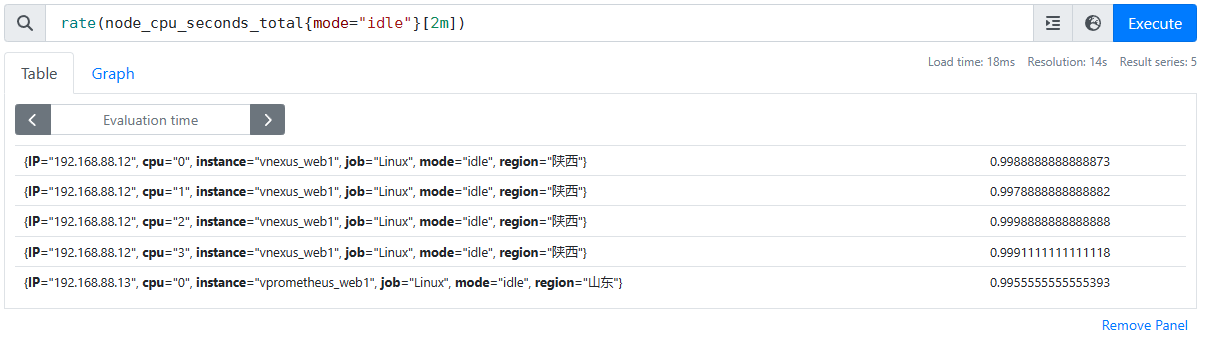 rate(node_cpu_seconds_total{mode="idle"}[2m])
Execute
Table
Graph
Load time: 18ms Resolution: 14s Result series: 5
Evaluation time
{IP="192.168.88.12", cpu="0", instance="vnexus_web1", job="Linux", mode="idle", region="陕西"} 0.9988888888888873
{IP="192.168.88.12", cpu="1", instance="vnexus_web1", job="Linux", mode="idle", region="陕西"} 0.9978888888888882
{IP="192.168.88.12", cpu="2", instance="vnexus_web1", job="Linux", mode="idle", region="陕西"} 0.9998888888888888
{IP="192.168.88.12", cpu="3", instance="vnexus_web1", job="Linux", mode="idle", region="陕西"} 0.9991111111111118
{IP="192.168.88.13", cpu="0", instance="vprometheus_web1", job="Linux", mode="idle", region="山东"} 0.9955555555555393
Remove Panel